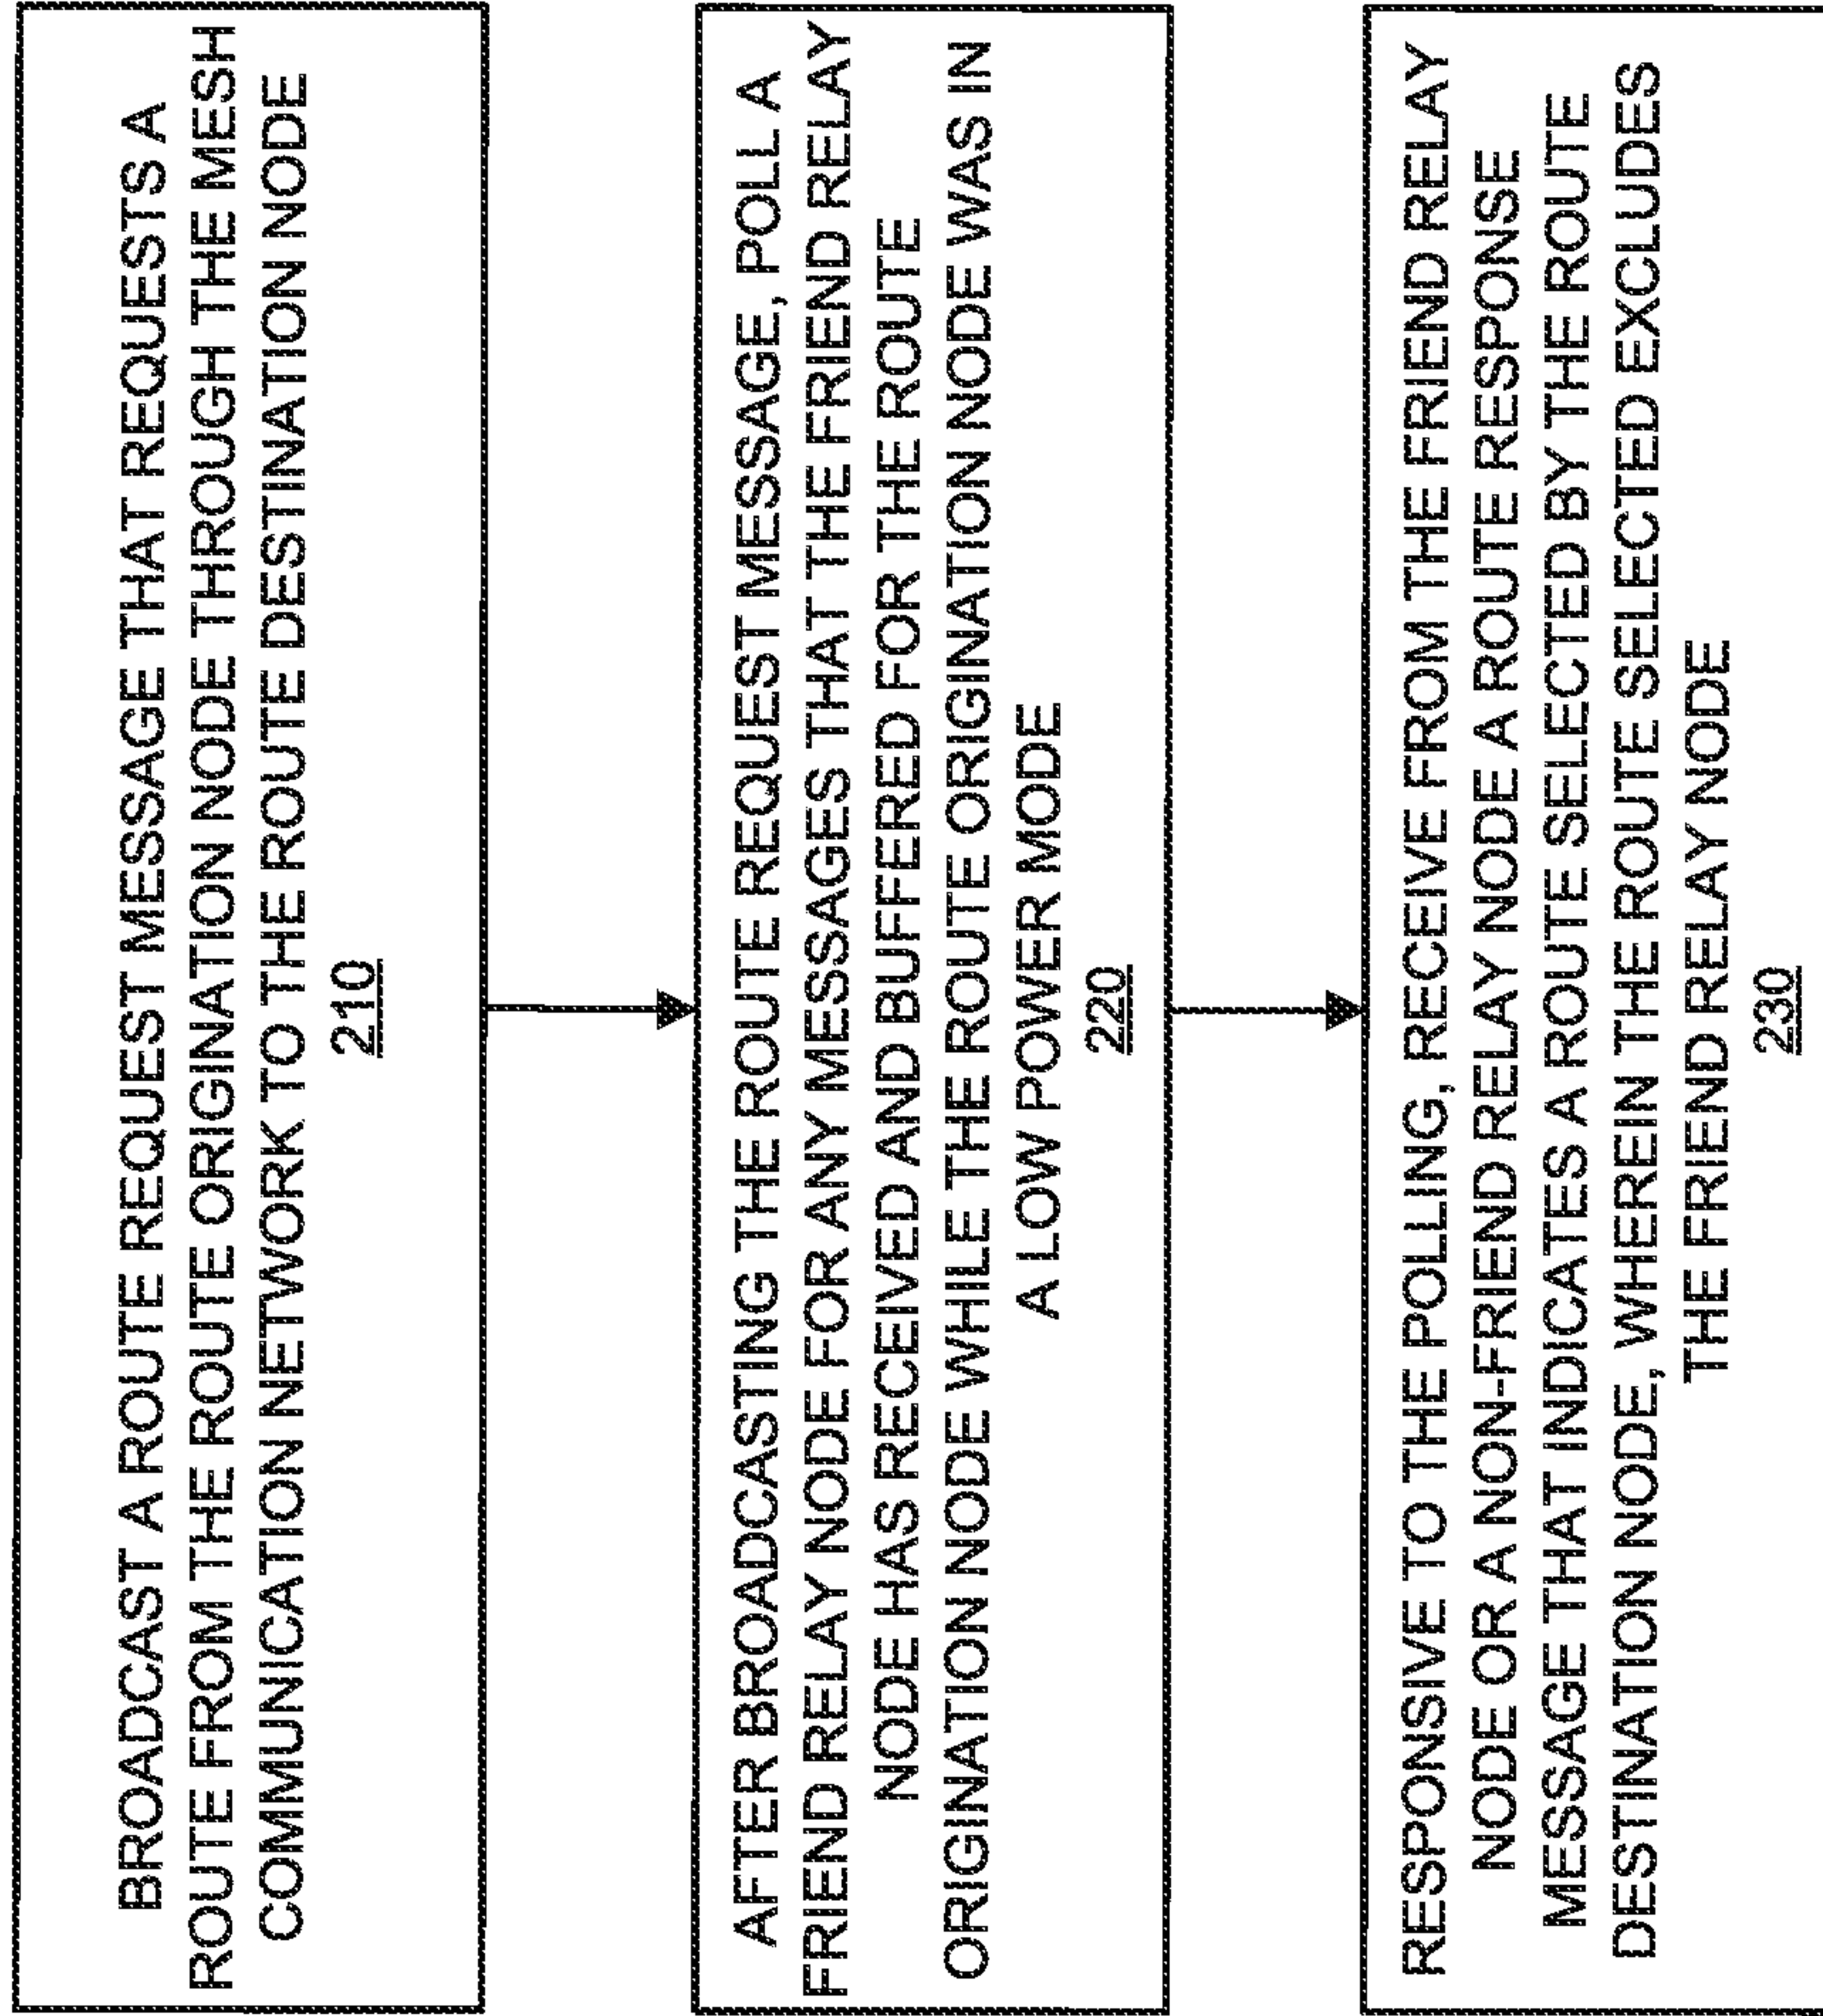 BROADCAST A ROUTE REQUEST MESSAGE THAT REQUESTS A
ROUTE FROM THE ROUTE ORIGINATION NODE THROUGH THE MESH
COMMUNICATION NETWORK TO THE ROUTE DESTINATION NODE
210
AFTER BROADCASTING THE ROUTE REQUEST MESSAGE, POLL A
FRIEND RELAY NODE FOR ANY MESSAGES THAT THE FRIEND RELAY
NODE HAS RECEIVED AND BUFFERED FOR THE ROUTE
ORIGINATION NODE WHILE THE ROUTE ORIGINATION NODE WAS IN
A LOW POWER MODE
220
RESPONSIVE TO THE POLLING, RECEIVE FROM THE FRIEND RELAY
NODE OR A NON-FRIEND RELAY NODE A ROUTE RESPONSE
MESSAGE THAT INDICATES A ROUTE SELECTED BY THE ROUTE
DESTINATION NODE, WHEREIN THE ROUTE SELECTED EXCLUDES
THE FRIEND RELAY NODE
230